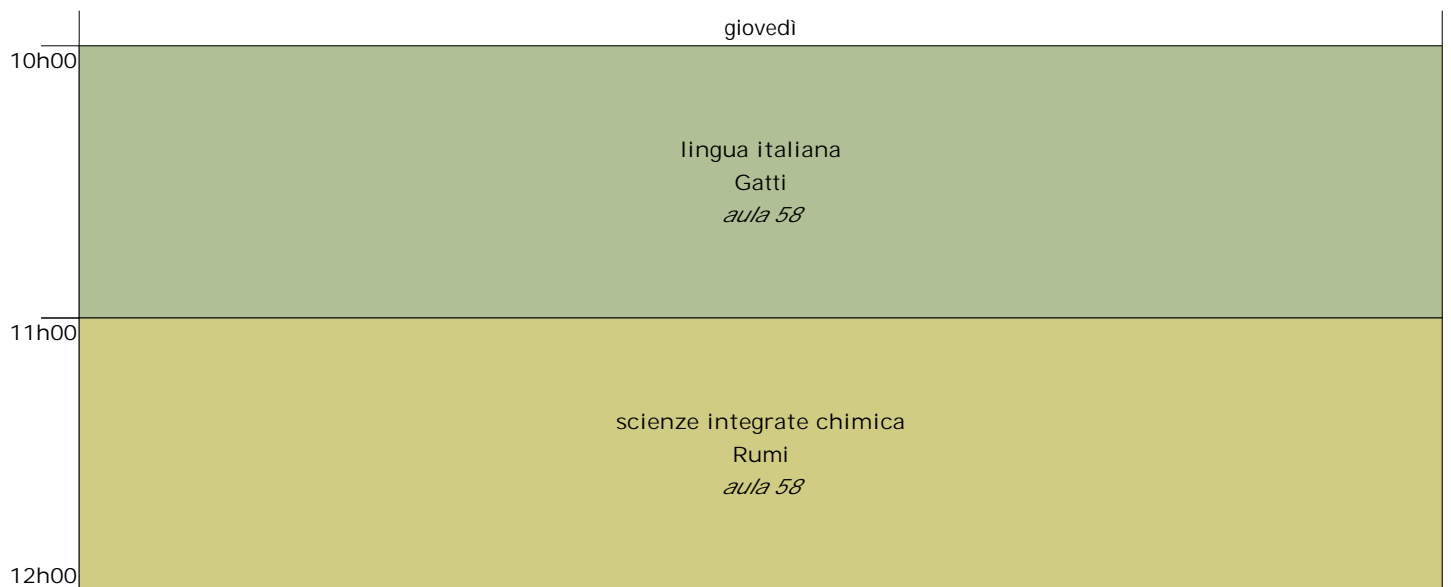 giovedì
10h00
lingua italiana
Gatti
aula 58
11h00
scienze integrate chimica
Rumi
aula 58
12h00